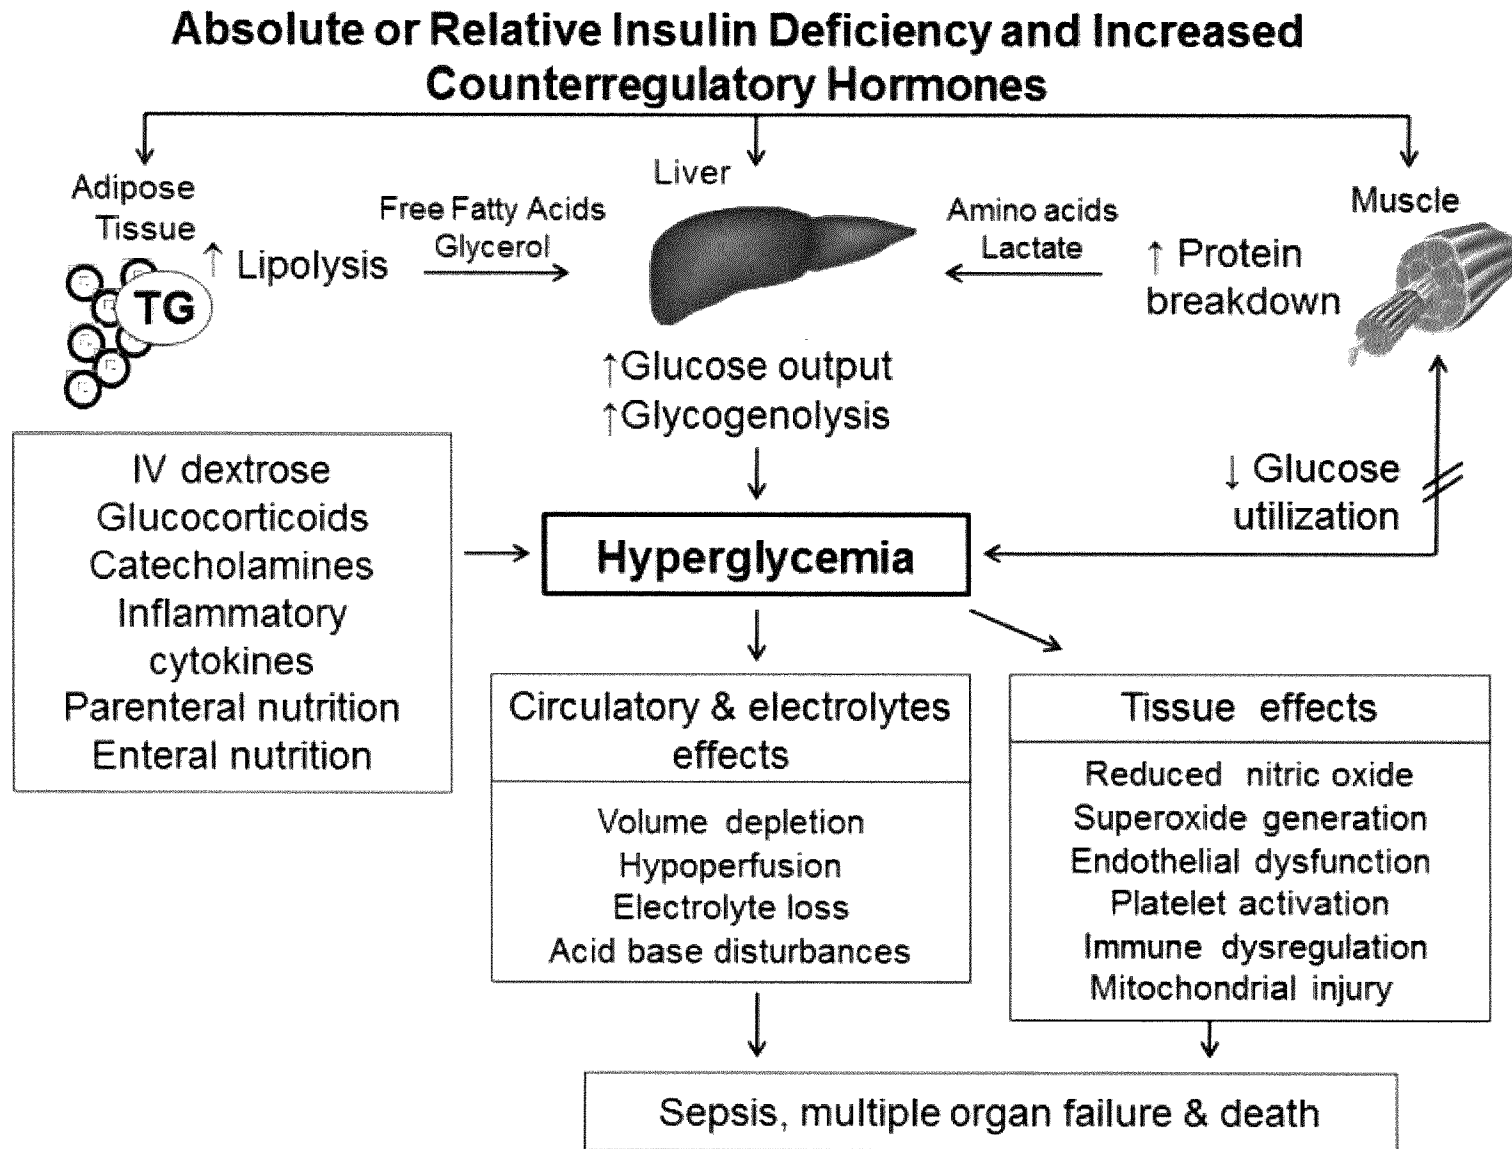 Absolute or Relative Insulin Deficiency and Increased
Counterregulatory Hormones
Adipose
Tissue
↑ Lipolysis
TG
Free Fatty Acids
Glycerol
Liver
Amino acids
Lactate
↑ Protein
breakdown
Muscle
↑Glucose output
↑Glycogenolysis
↓ Glucose
utilization
IV dextrose
Glucocorticoids
Catecholamines
Inflammatory
cytokines
Parenteral nutrition
Enteral nutrition
Hyperglycemia
Circulatory & electrolytes
effects
Volume depletion
Hypoperfusion
Electrolyte loss
Acid base disturbances
Tissue effects
Reduced nitric oxide
Superoxide generation
Endothelial dysfunction
Platelet activation
Immune dysregulation
Mitochondrial injury
Sepsis, multiple organ failure & death